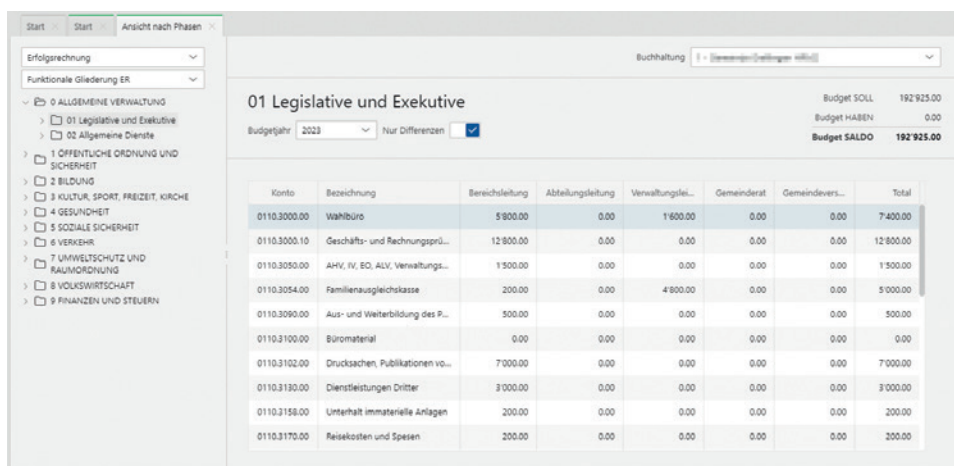 Start Start Ansicht nach Phasen
Erfolgsrechnung
Funktionale Gliederung ER
0 ALLGEMEINE VERWALTUNG
01 Legislative und Exekutive
02 Allgemeine Dienste
1 ÖFFENTLICHE ORDNUNG UND
SICHERHEIT
2 BILDUNG
3 KULTUR, SPORT, FREIZEIT, KIRCHE
4 GESUNDHEIT
5 SOZIALE SICHERHEIT
6 VERKEHR
7 UMWELTSCHUTZ UND
RAUMORDNUNG
8 VOLKSWIRTSCHAFT
9 FINANZEN UND STEUERN
Buchhaltung
01 Legislative und Exekutive
Budgetjahr 2023 Nur Differenzen
Budget SOLL 192'925.00
Budget HABEN 0.00
Budget SALDO 192'925.00
Konto Bezeichnung Bereichsleitung Abteilungsleitung Verwaltungslei... Gemeinderat Gemeindevers... Total
0110.3000.00 Wahlbüro 5'800.00 0.00 1'600.00 0.00 0.00 7'400.00
0110.3000.10 Geschäfts- und Rechnungsprü... 12'800.00 0.00 0.00 0.00 0.00 12'800.00
0110.3050.00 AHV, IV, EO, ALV, Verwaltungs... 1'500.00 0.00 0.00 0.00 0.00 1'500.00
0110.3054.00 Familienausgleichskasse 200.00 0.00 4'800.00 0.00 0.00 5'000.00
0110.3090.00 Aus- und Weiterbildung des P... 500.00 0.00 0.00 0.00 0.00 500.00
0110.3100.00 Büromaterial 0.00 0.00 0.00 0.00 0.00 0.00
0110.3102.00 Drucksachen, Publikationen vo... 7'000.00 0.00 0.00 0.00 0.00 7'000.00
0110.3130.00 Dienstleistungen Dritter 3'000.00 0.00 0.00 0.00 0.00 3'000.00
0110.3158.00 Unterhalt immaterielle Anlagen 200.00 0.00 0.00 0.00 0.00 200.00
0110.3170.00 Reisekosten und Spesen 200.00 0.00 0.00 0.00 0.00 200.00